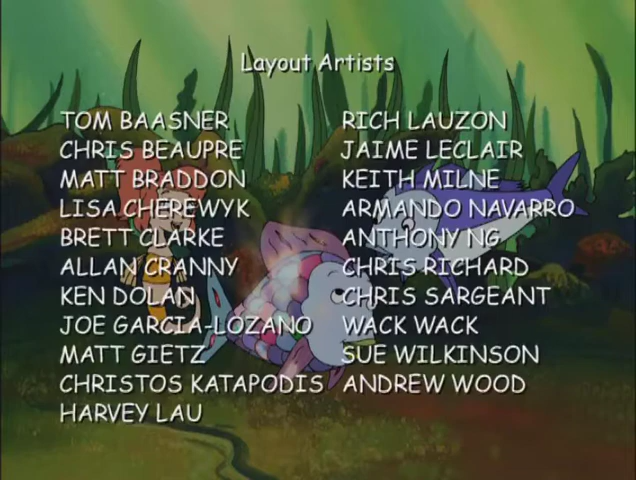 Layout Artists
TOM BAASNER
CHRIS BEAUPRE
MATT BRADDON
LISA CHEREWYK
BRETT CLARKE
ALLAN CRANNY
KEN DOLAN
JOE GARCIA-LOZANO
MATT GIETZ
CHRISTOS KATAPODIS
HARVEY LAU
RICH LAUZON
JAIME LECLAIR
KEITH MILNE
ARMANDO NAVARRO
ANTHONY NG
CHRIS RICHARD
CHRIS SARGEANT
WACK WACK
SUE WILKINSON
ANDREW WOOD